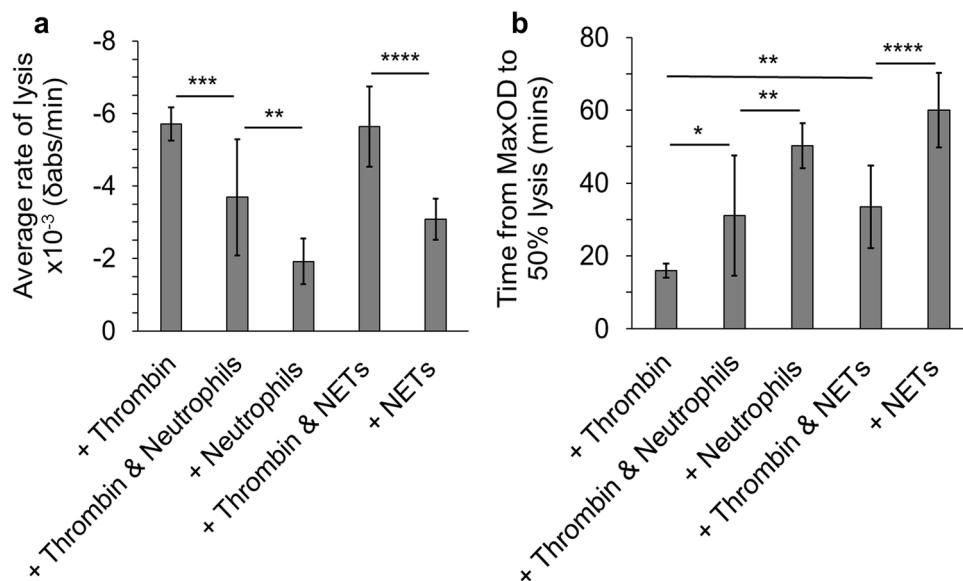 a
Average rate of lysis
x10⁻³ (δabs/min)
-8
-6
-4
-2
0
***
**
****
+ Thrombin
+ Thrombin & Neutrophils
+ Neutrophils
+ Thrombin & NETs
+ NETs
b
Time from MaxOD to
50% lysis (mins)
80
60
40
20
0
*
**
**
****
+ Thrombin
+ Thrombin & Neutrophils
+ Neutrophils
+ Thrombin & NETs
+ NETs